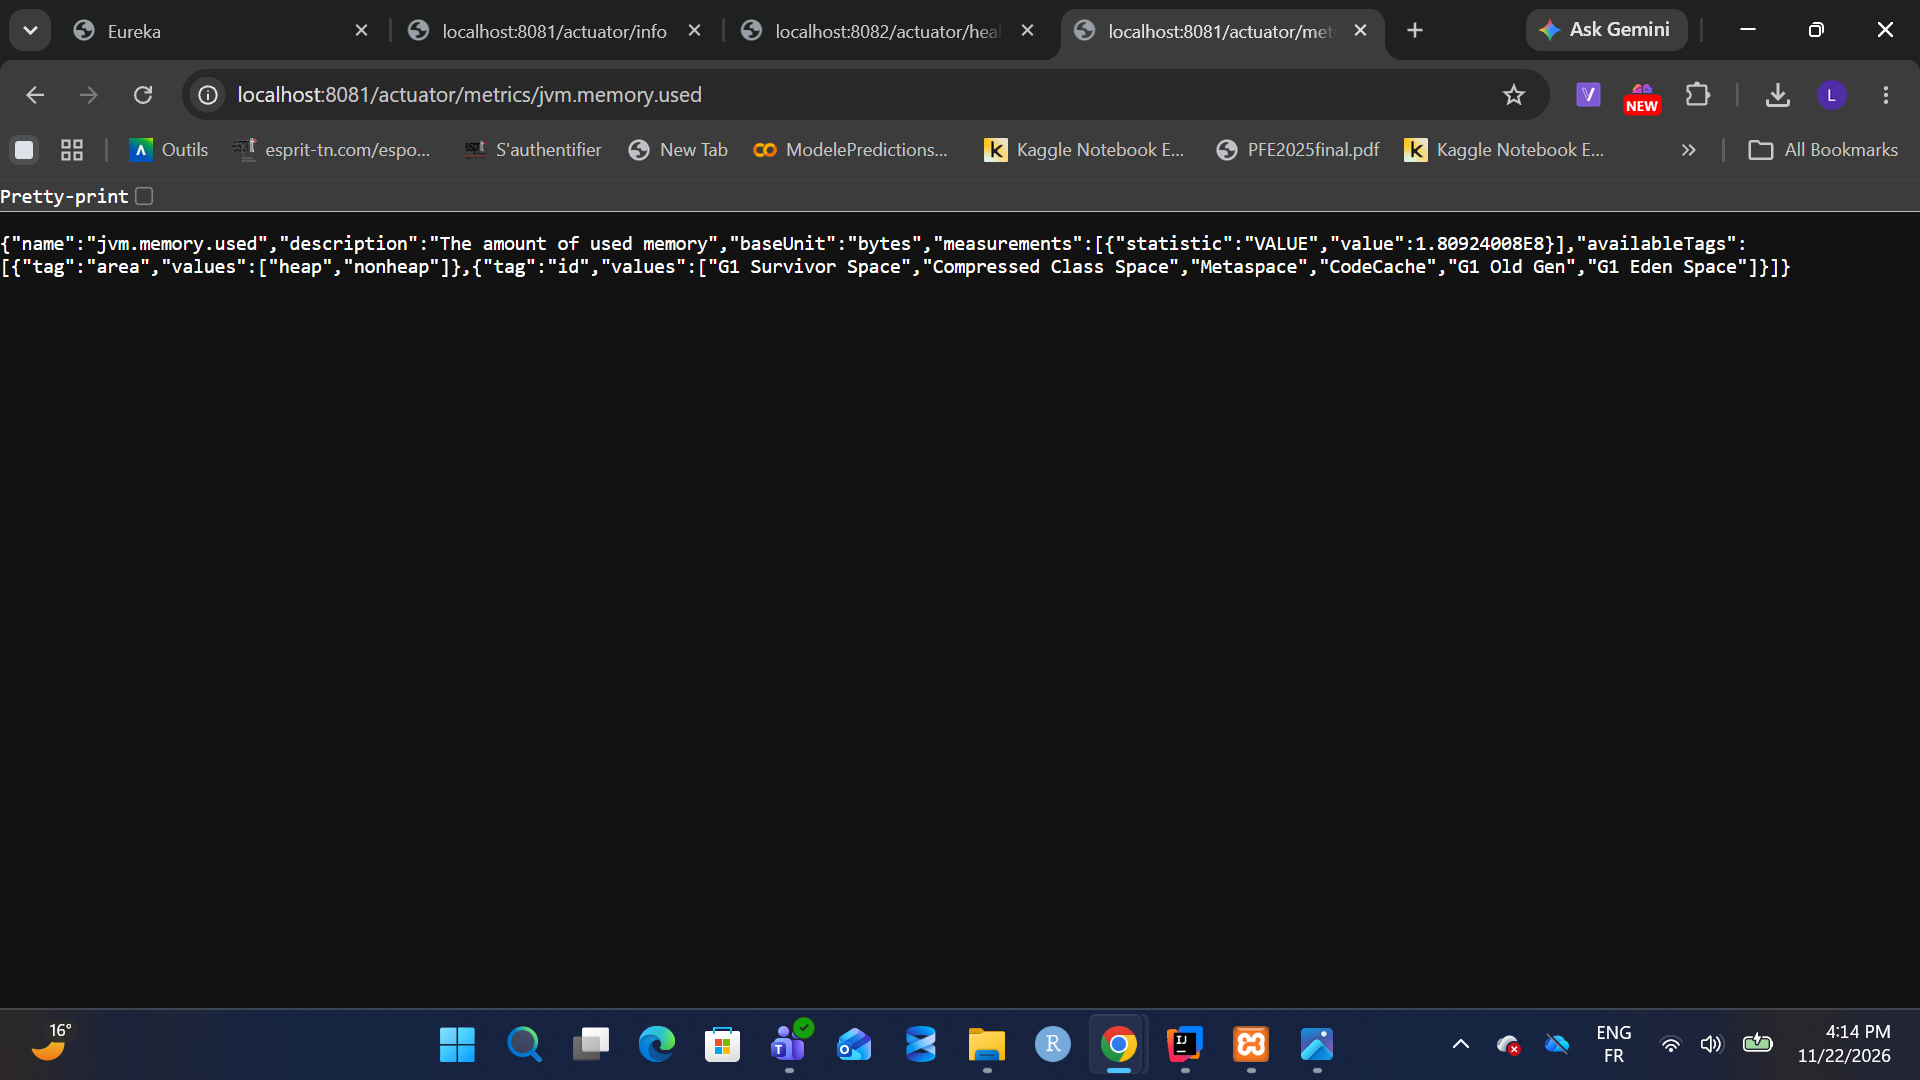 Eureka
localhost:8081/actuator/info
localhost:8082/actuator/heal
localhost:8081/actuator/met
Ask Gemini
localhost:8081/actuator/metrics/jvm.memory.used
V
NEW
L
Outils
esprit-tn.com/espo...
S'authentifier
New Tab
ModelePredictions...
Kaggle Notebook E...
PFE2025final.pdf
Kaggle Notebook E...
All Bookmarks
Pretty-print
{"name":"jvm.memory.used","description":"The amount of used memory","baseUnit":"bytes","measurements":[{"statistic":"VALUE","value":1.80924008E8}],"availableTags":
[{"tag":"area","values":["heap","nonheap"]},{"tag":"id","values":["G1 Survivor Space","Compressed Class Space","Metaspace","CodeCache","G1 Old Gen","G1 Eden Space"]}]}
16°
ENG
FR
4:14 PM
11/22/2026